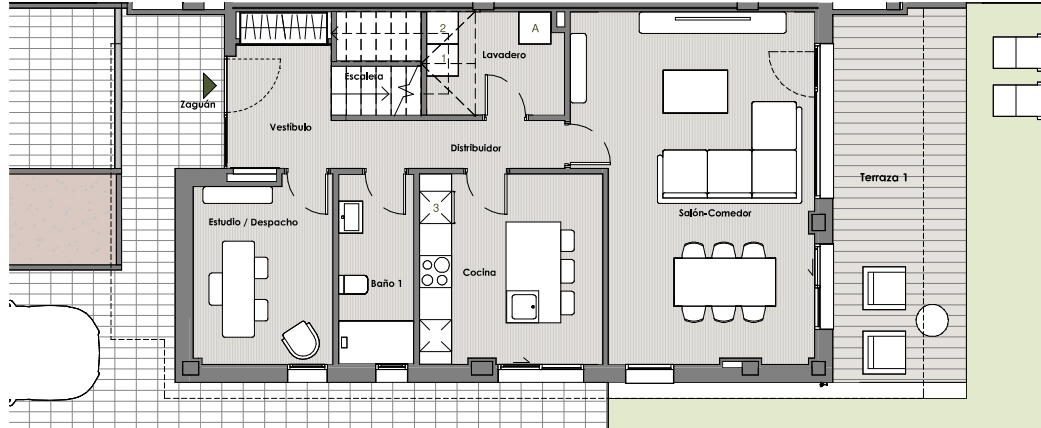 2
A
1
Lavadero
Escalera
Zaguán
Vestíbulo
Distribuidor
Terraza 1
3
Estudio / Despacho
Salón-Comedor
Cocina
Baño 1